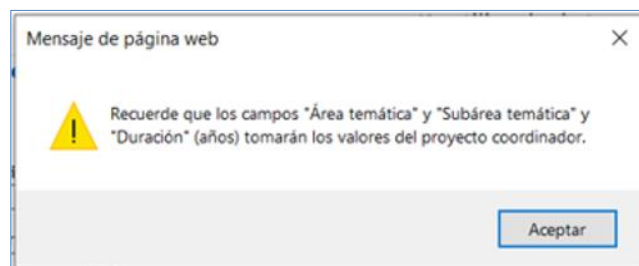 Mensaje de página web
Recuerde que los campos "Área temática" y "Subárea temática" y
"Duración" (años) tomarán los valores del proyecto coordinador.
Aceptar